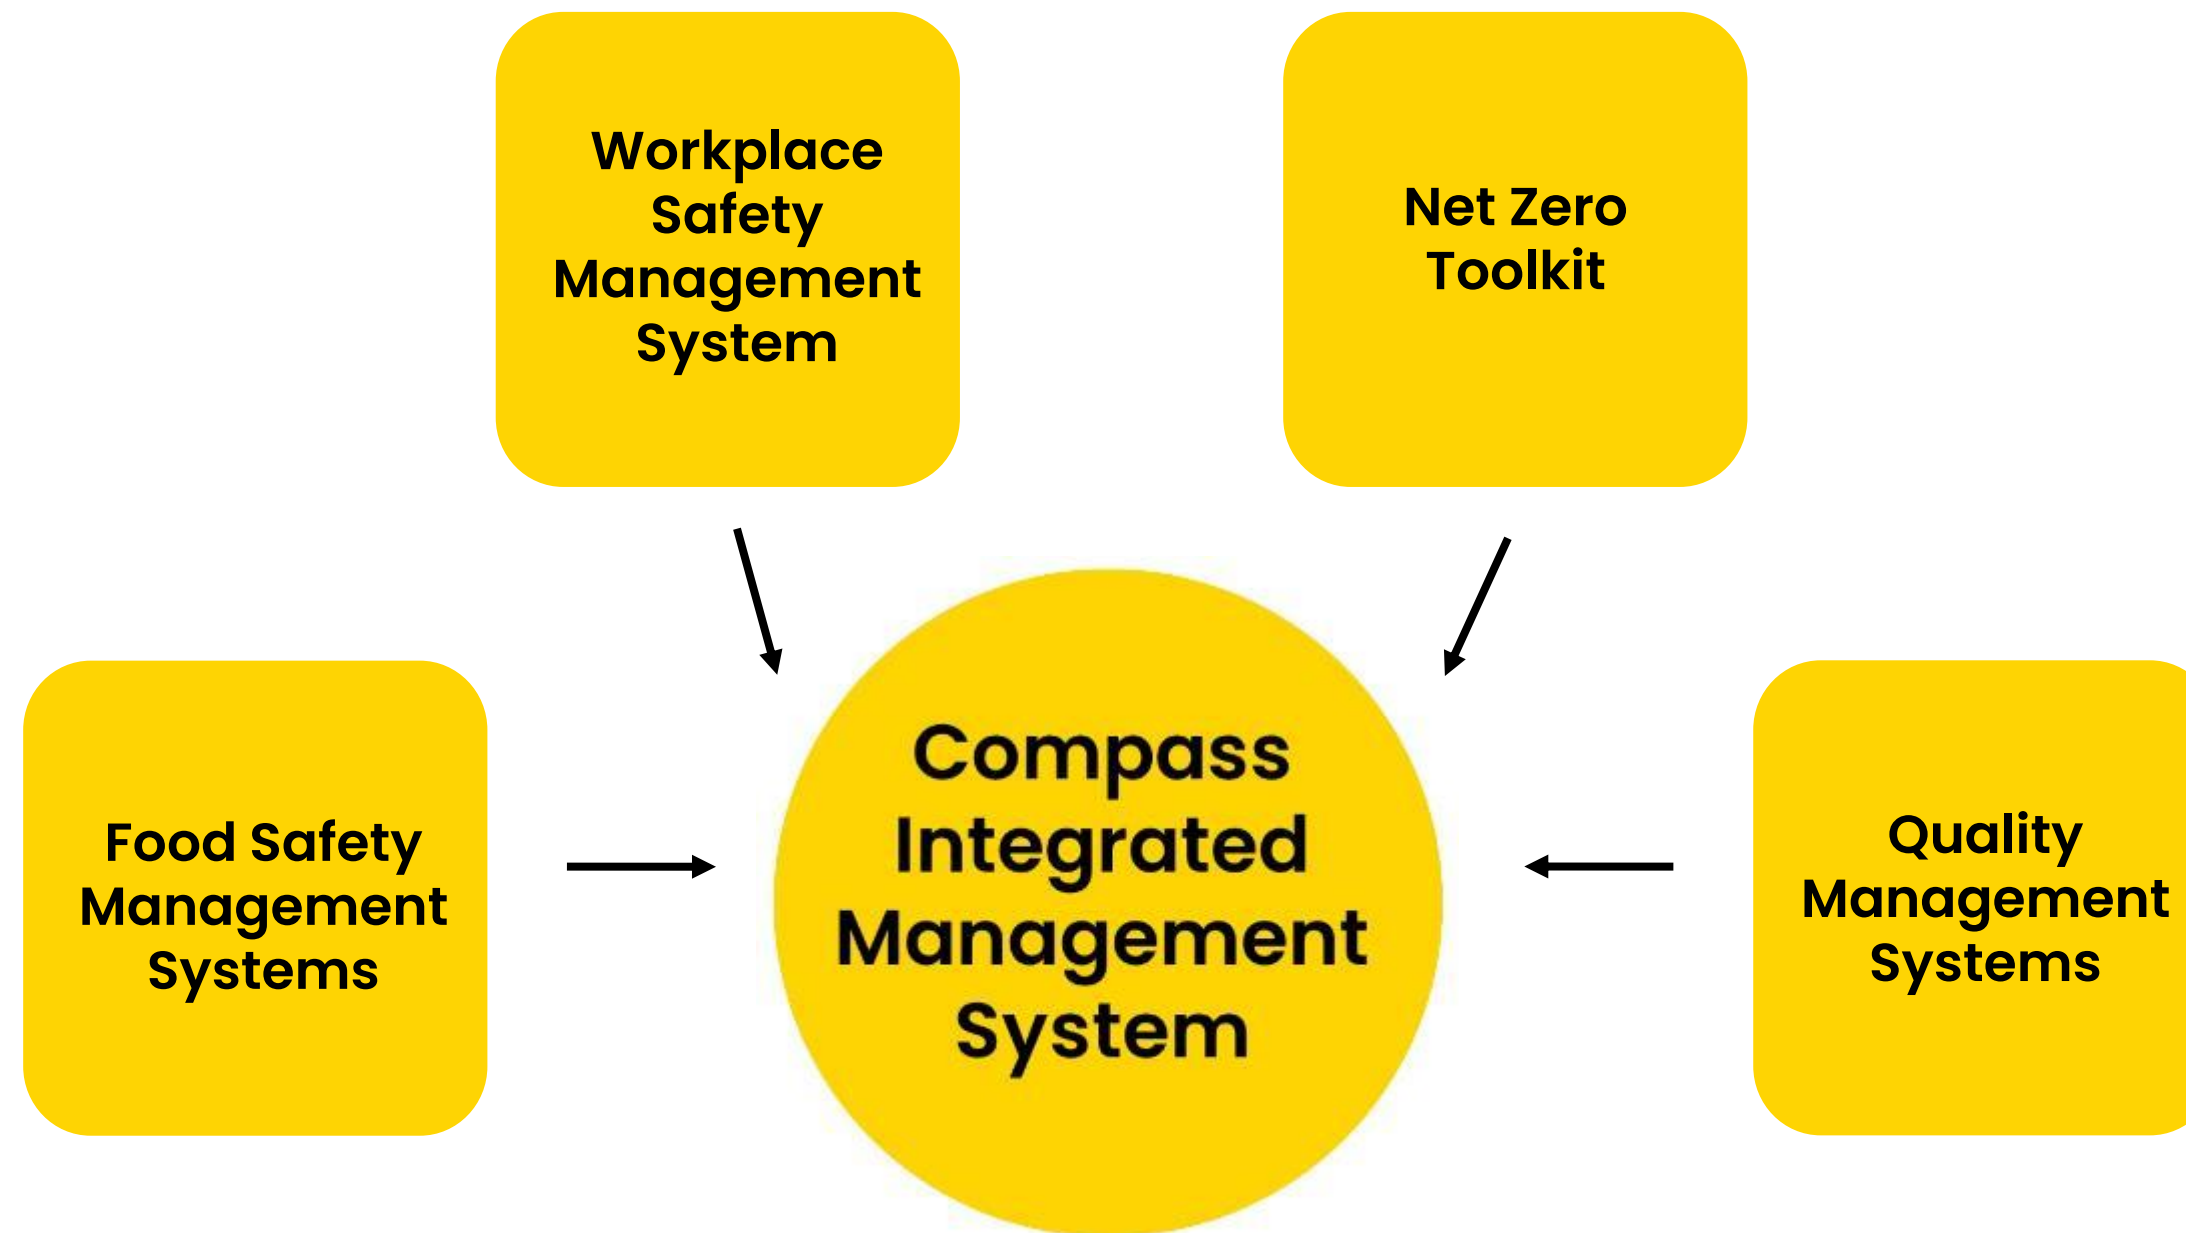 Workplace
Safety
Management
System
Net Zero
Toolkit
Food Safety
Management
Systems
Compass
Integrated
Management
System
Quality
Management
Systems